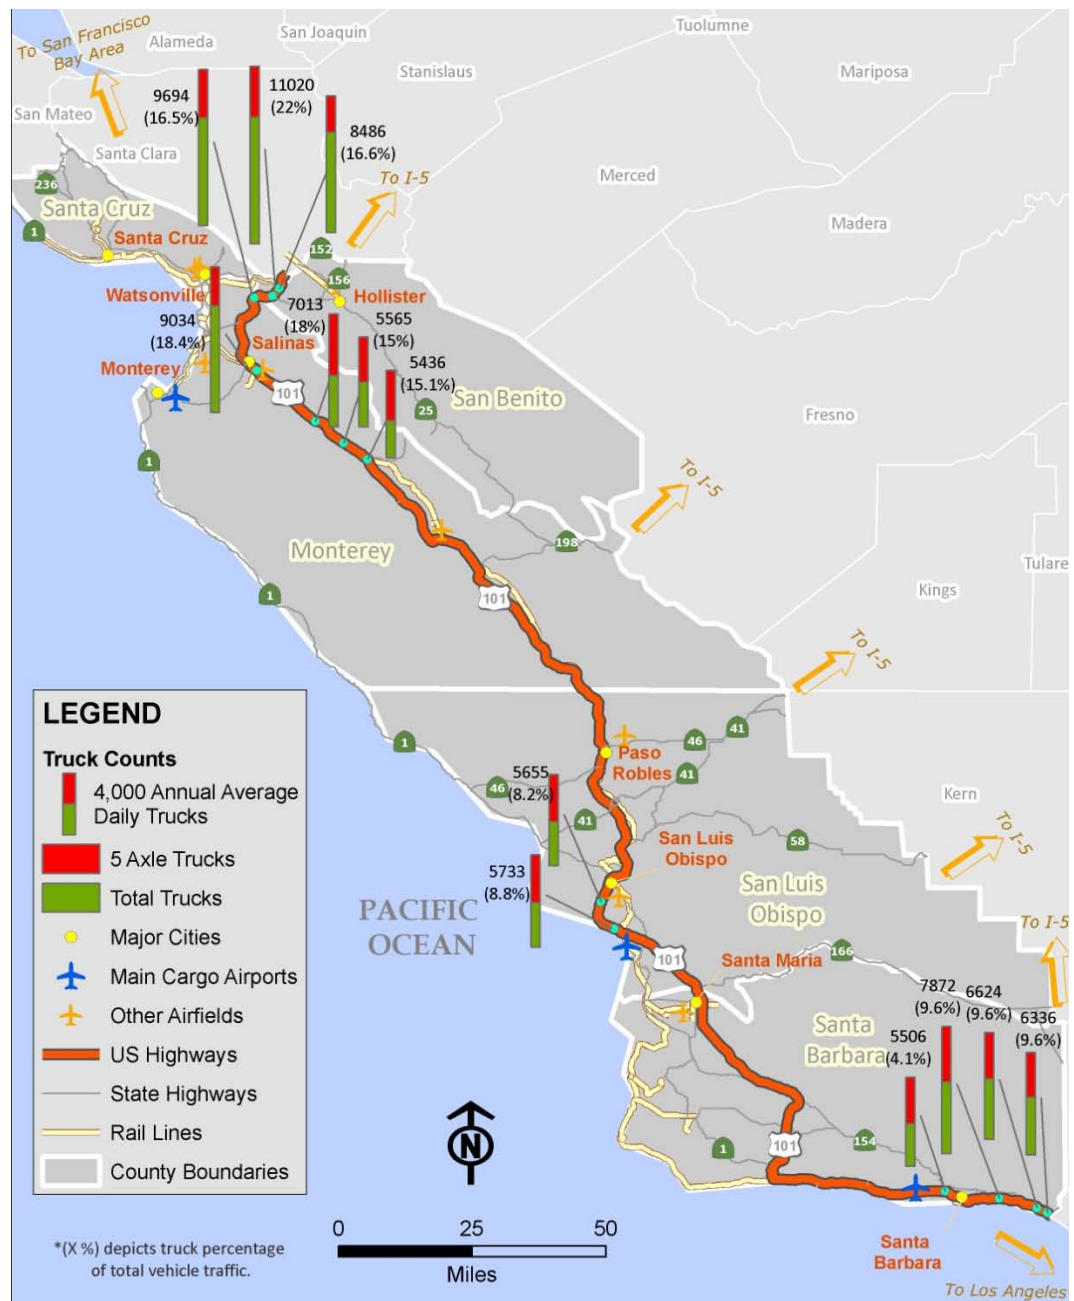 To San Francisco
Bay Area
Alameda
San Joaquin
Tuolumne
Stanislaus
Mariposa
9694
(16.5%)
11020
(22%)
8486
(16.6%)
San Mateo
Santa Clara
To I-5
Merced
Madera
236
Santa Cruz
1
Santa Cruz
152
156
Watsonville
Hollister
9034
(18.4%)
7013
(18%)
5565
(15%)
Salinas
Monterey
5436
(15.1%)
101
San Benito
25
Fresno
1
To I-5
Monterey
198
Tulare
1
101
Kings
To I-5
LEGEND
Truck Counts
4,000 Annual Average
Daily Trucks
5 Axle Trucks
Total Trucks
Major Cities
Main Cargo Airports
Other Airfields
US Highways
State Highways
Rail Lines
County Boundaries
*(X %) depicts truck percentage
of total vehicle traffic.
1
46
41
Paso
Robles
41
5655
(8.2%)
46
41
Kern
58
San Luis
Obispo
To I-5
5733
(8.8%)
San Luis
Obispo
PACIFIC
OCEAN
To I-5
101
Santa Maria
166
7872
(9.6%)
6624
(9.6%)
6336
(9.6%)
Santa
Barbara
5506
(4.1%)
N
1
101
154
0
25
50
Miles
Santa
Barbara
To Los Angeles